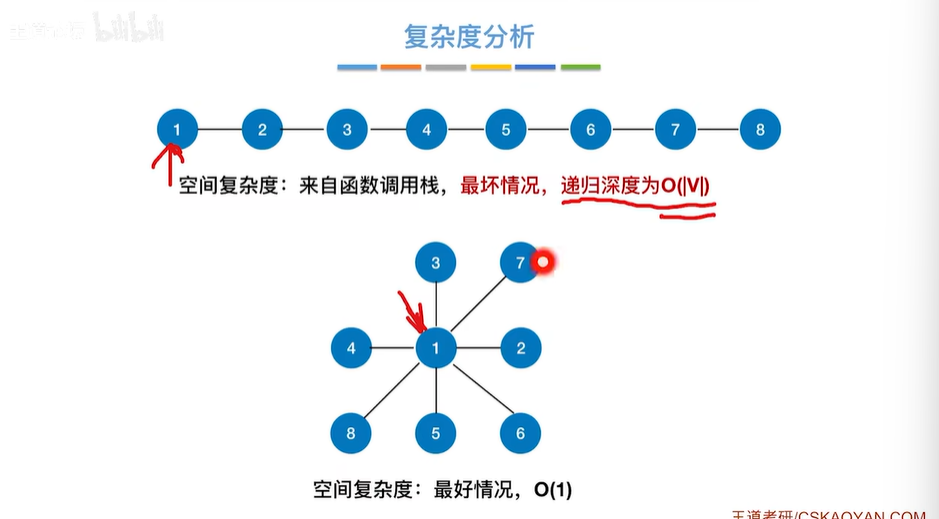 bilibili
复杂度分析
1 2 3 4 5 6 7 8
空间复杂度：来自函数调用栈，最坏情况，递归深度为O(|V|)
3 7
4 1 2
8 5 6
空间复杂度：最好情况，O(1)
王道考研/CSKAOYAN.COM